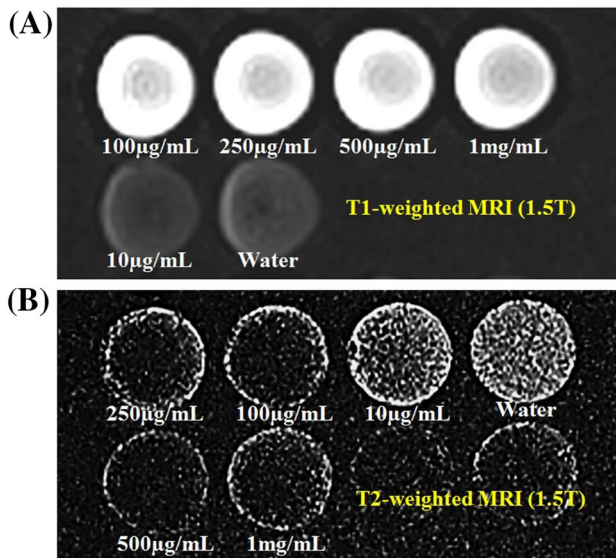 (A)
100µg/mL 250µg/mL 500µg/mL 1mg/mL
T1-weighted MRI (1.5T)
10µg/mL Water
(B)
250µg/mL 100µg/mL 10µg/mL Water
T2-weighted MRI (1.5T)
500µg/mL 1mg/mL